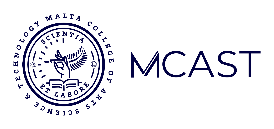 MALTA COLLEGE OF ARTS SCIENCE & TECHNOLOGY
SCIENTIA
ET LABORE
MCAST